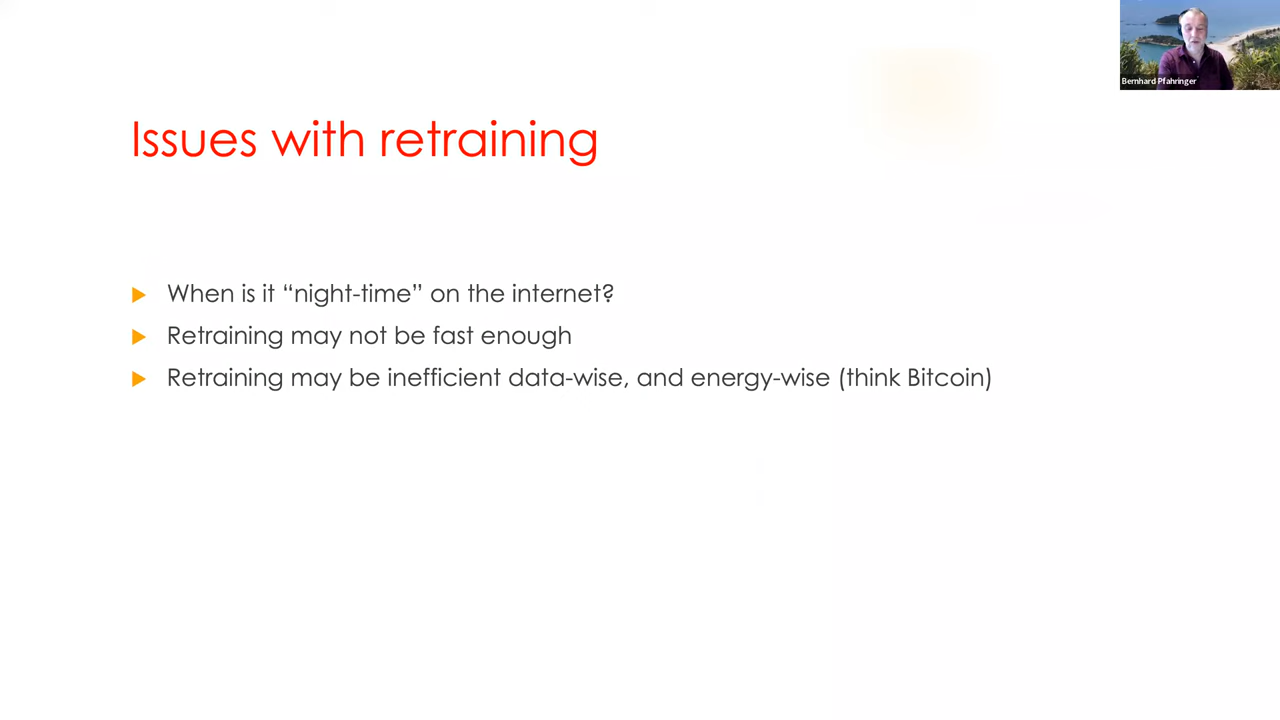 Bernhard Pfahringer
Issues with retraining
When is it “night-time” on the internet?
Retraining may not be fast enough
Retraining may be inefficient data-wise, and energy-wise (think Bitcoin)